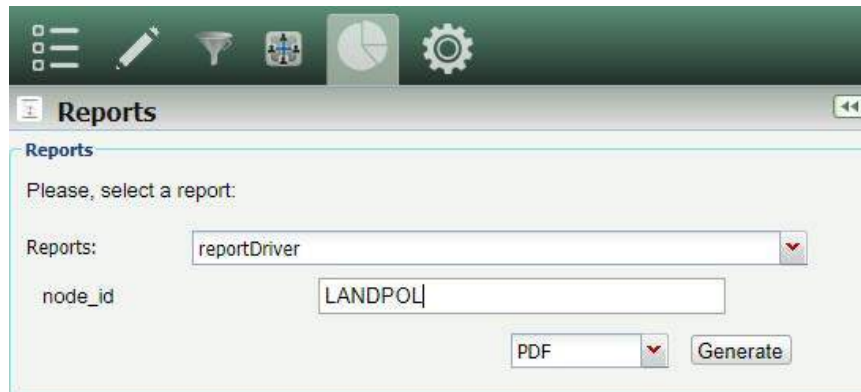 Reports
Reports
Please, select a report:
Reports: reportDriver
node_id LANDPOL
PDF Generate